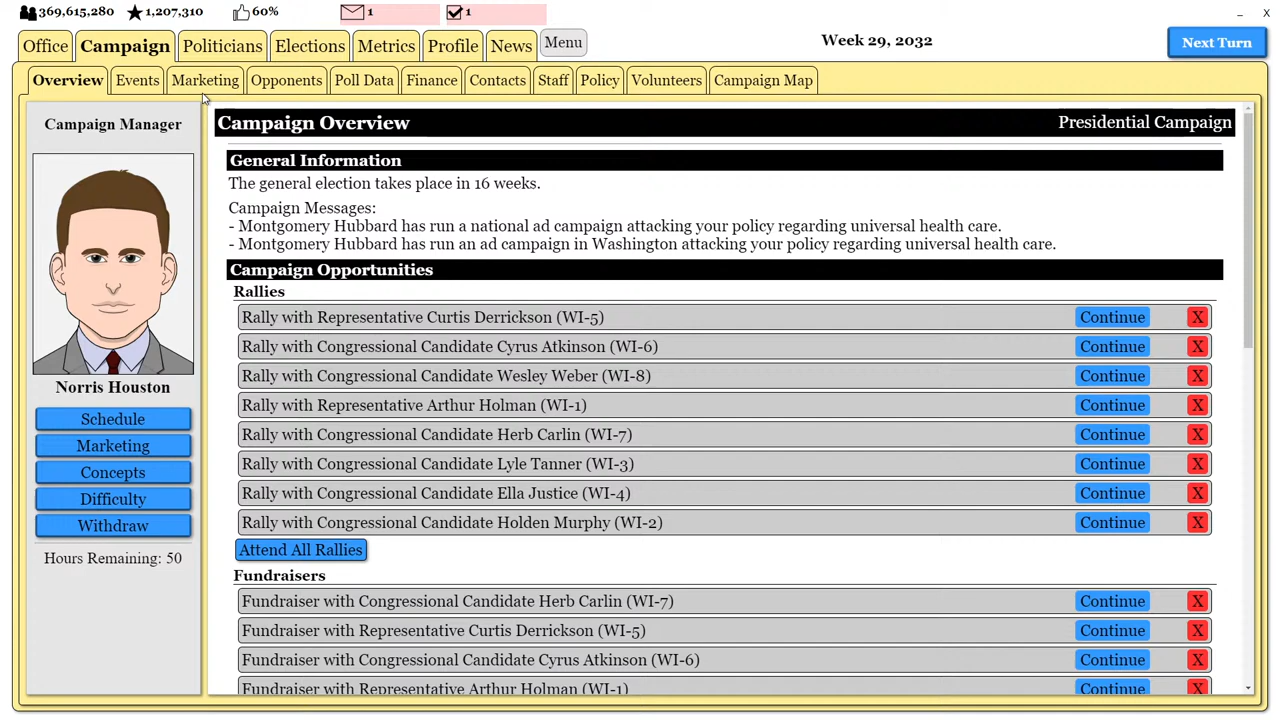 369,615,280 1,207,310 60% 1 1
_ X
Office Campaign Politicians Elections Metrics Profile News Menu Week 29, 2032 Next Turn
Overview Events Marketing Opponents Poll Data Finance Contacts Staff Policy Volunteers Campaign Map
Campaign Manager
Norris Houston
Schedule
Marketing
Concepts
Difficulty
Withdraw
Hours Remaining: 50
Campaign Overview Presidential Campaign
General Information
The general election takes place in 16 weeks.
Campaign Messages:
- Montgomery Hubbard has run a national ad campaign attacking your policy regarding universal health care.
- Montgomery Hubbard has run an ad campaign in Washington attacking your policy regarding universal health care.
Campaign Opportunities
Rallies
Rally with Representative Curtis Derrickson (WI-5) Continue X
Rally with Congressional Candidate Cyrus Atkinson (WI-6) Continue X
Rally with Congressional Candidate Wesley Weber (WI-8) Continue X
Rally with Representative Arthur Holman (WI-1) Continue X
Rally with Congressional Candidate Herb Carlin (WI-7) Continue X
Rally with Congressional Candidate Lyle Tanner (WI-3) Continue X
Rally with Congressional Candidate Ella Justice (WI-4) Continue X
Rally with Congressional Candidate Holden Murphy (WI-2) Continue X
Attend All Rallies
Fundraisers
Fundraiser with Congressional Candidate Herb Carlin (WI-7) Continue X
Fundraiser with Representative Curtis Derrickson (WI-5) Continue X
Fundraiser with Congressional Candidate Cyrus Atkinson (WI-6) Continue X
Fundraiser with Representative Arthur Holman (WI-1) Continue X